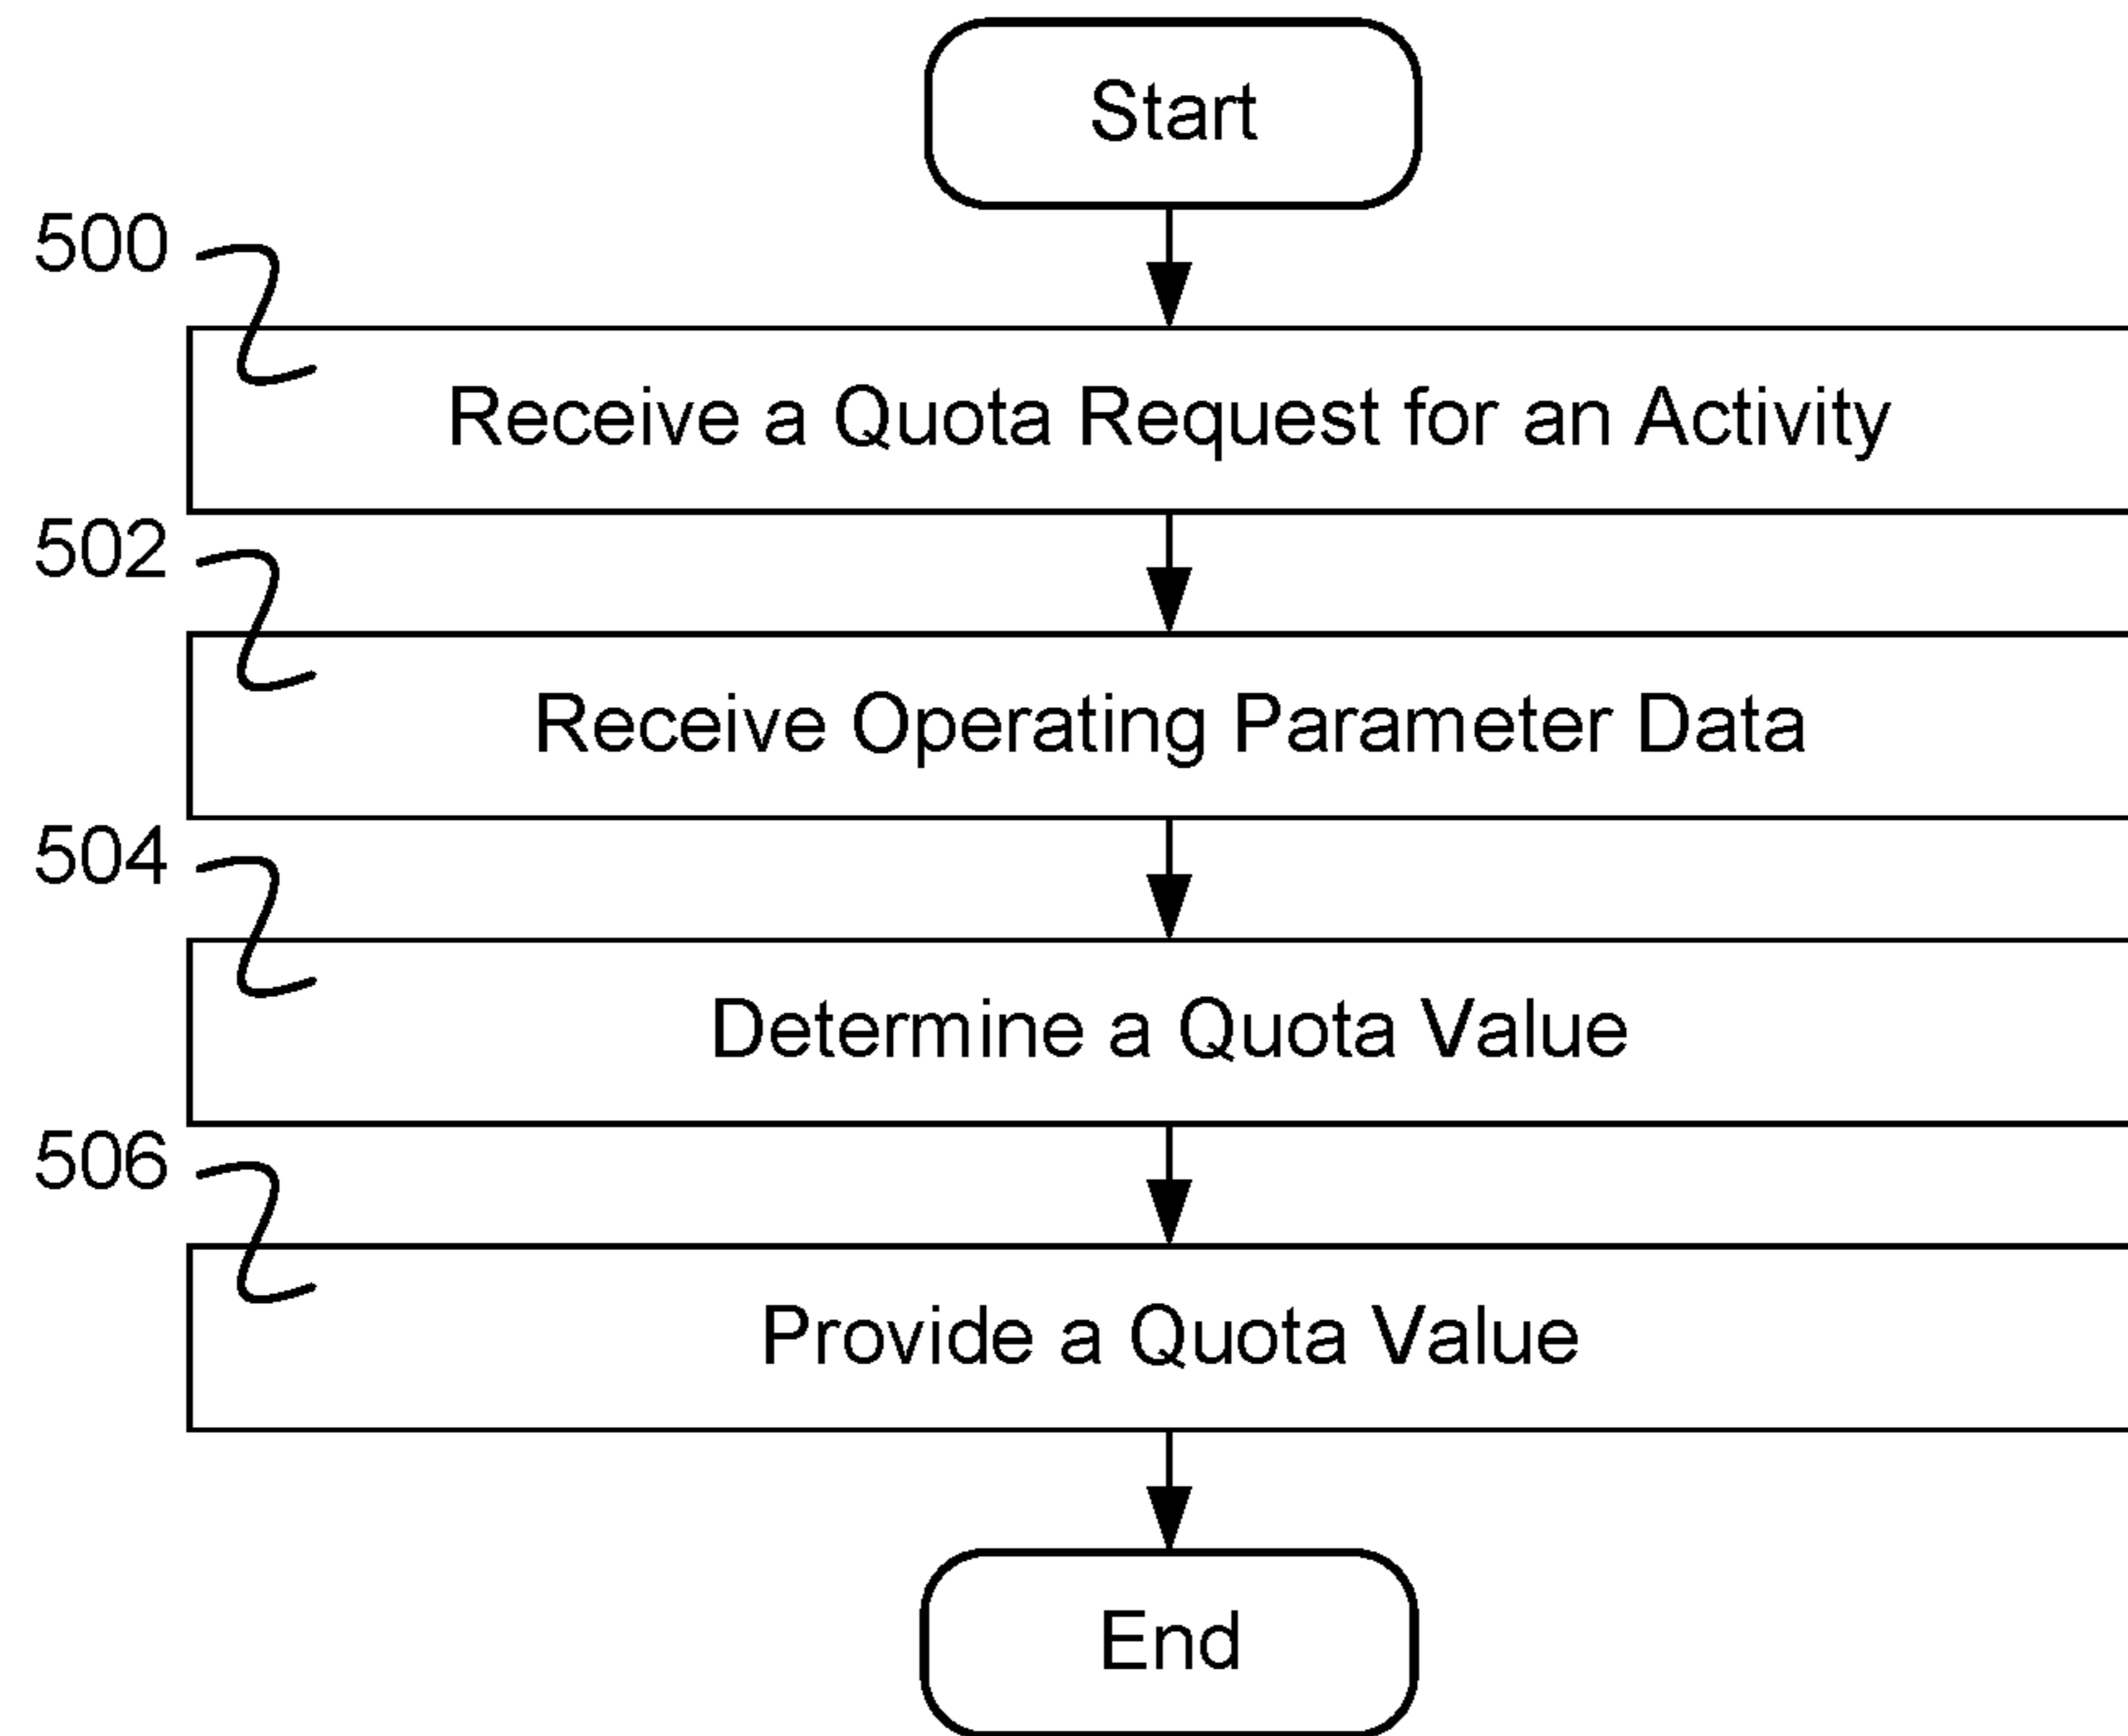 Start
500
Receive a Quota Request for an Activity
502
Receive Operating Parameter Data
504
Determine a Quota Value
506
Provide a Quota Value
End